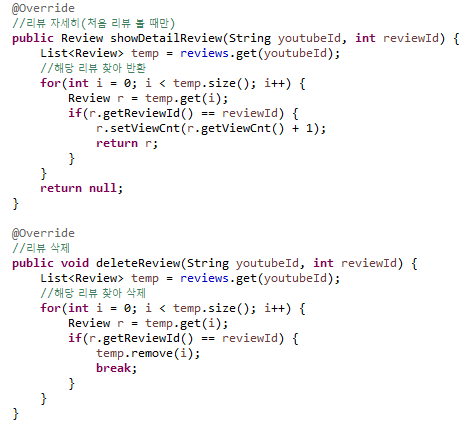 @Override
//리뷰 자세히(처음 리뷰 볼 때만)
public Review showDetailReview(String youtubeId, int reviewId) {
List<Review> temp = reviews.get(youtubeId);
//해당 리뷰 찾아 반환
for(int i = 0; i < temp.size(); i++) {
Review r = temp.get(i);
if(r.getReviewId() == reviewId) {
r.setViewCnt(r.getViewCnt() + 1);
return r;
}
}
return null;
}
@Override
//리뷰 삭제
public void deleteReview(String youtubeId, int reviewId) {
List<Review> temp = reviews.get(youtubeId);
//해당 리뷰 찾아 삭제
for(int i = 0; i < temp.size(); i++) {
Review r = temp.get(i);
if(r.getReviewId() == reviewId) {
temp.remove(i);
break;
}
}
}